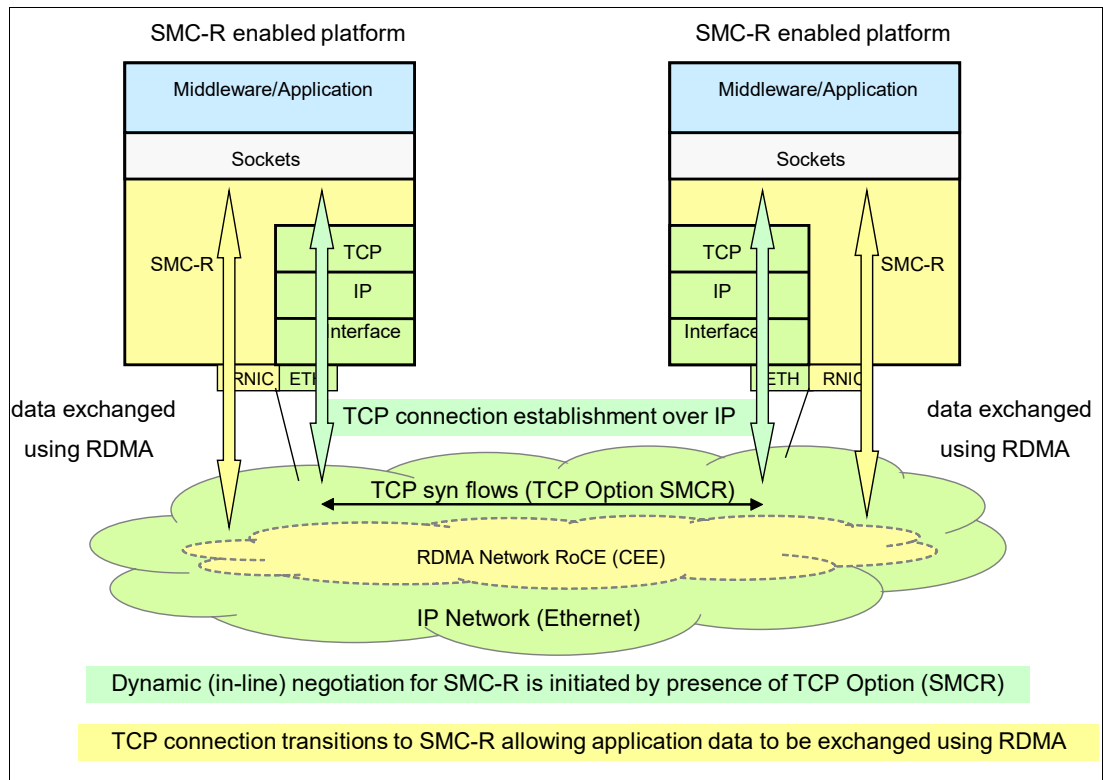 SMC-R enabled platform
SMC-R enabled platform
Middleware/Application
Middleware/Application
Sockets
Sockets
TCP
SMC-R
IP
Interface
TCP
SMC-R
IP
Interface
RNIC
ETH
ETH
RNIC
data exchanged
using RDMA
TCP connection establishment over IP
data exchanged
using RDMA
TCP syn flows (TCP Option SMCR)
RDMA Network RoCE (CEE)
IP Network (Ethernet)
Dynamic (in-line) negotiation for SMC-R is initiated by presence of TCP Option (SMCR)
TCP connection transitions to SMC-R allowing application data to be exchanged using RDMA